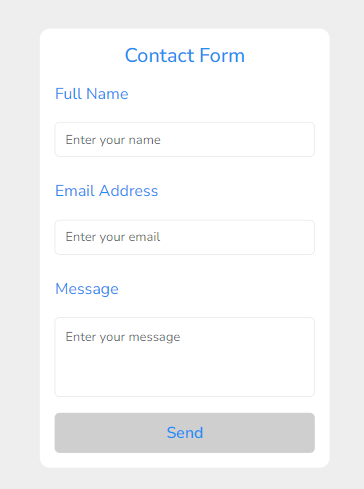 Contact Form
Full Name
Enter your name
Email Address
Enter your email
Message
Enter your message
Send